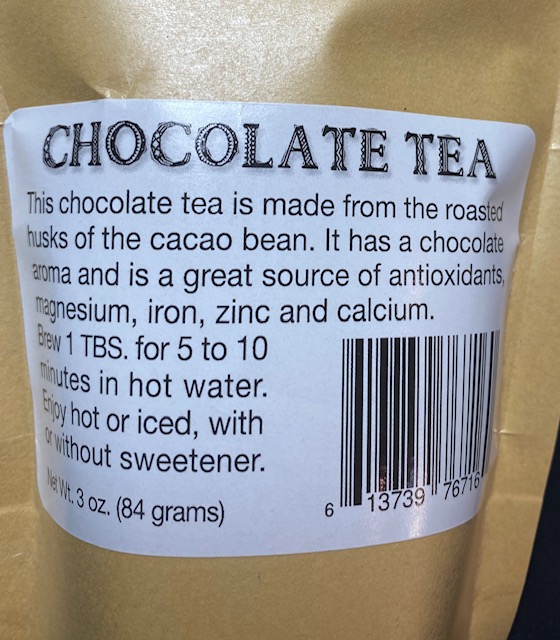 CHOCOLATE TEA
This chocolate tea is made from the roasted
husks of the cacao bean. It has a chocolate
aroma and is a great source of antioxidants,
magnesium, iron, zinc and calcium.
Brew 1 TBS. for 5 to 10
minutes in hot water.
Enjoy hot or iced, with
or without sweetener.
Net Wt. 3 oz. (84 grams)
6 13739 76716